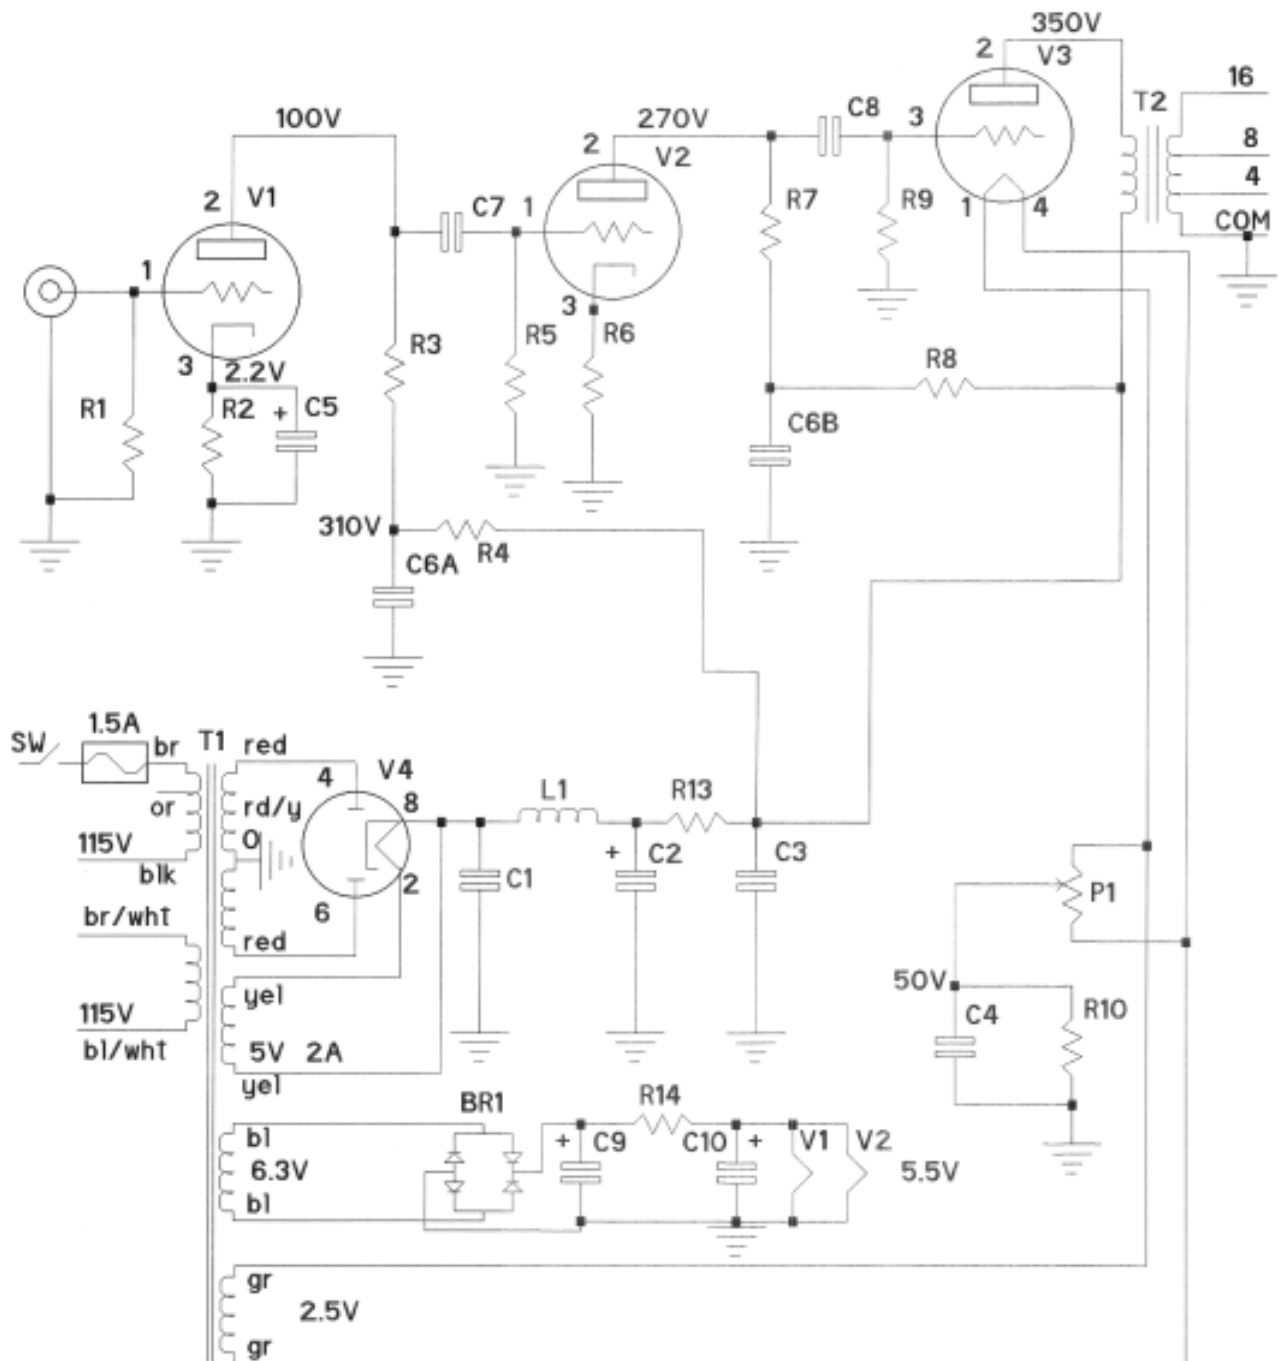 350V
2
V3
16
T2
C8
100V
270V
3
8
2
V2
4
2
V1
C7
1
R7
R9
1
4
COM
1
3
R6
R5
R3
R8
3
2.2V
R1
R2
+
C5
C6B
310V
R4
C6A
1.5A
SW
br
T1
red
4
V4
8
L1
R13
or
rd/y
115V
0
+
C2
C3
blk
C1
2
P1
br/wht
6
red
50V
yel
C4
R10
115V
bl/wht
5V 2A
yel
BR1
R14
bl
+
C9
C10
+
V1
V2
6.3V
5.5V
bl
gr
2.5V
gr